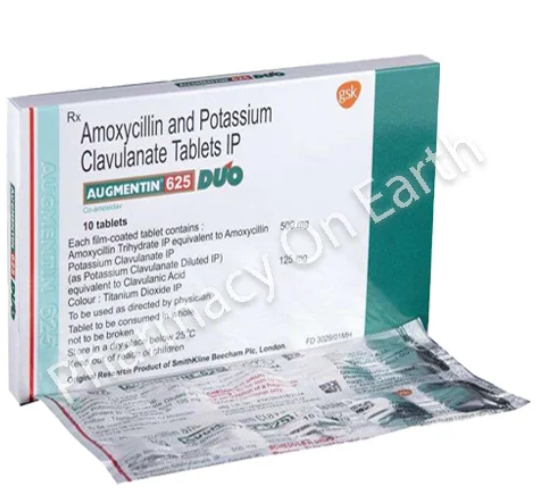 gsk
Rx
Amoxycillin and Potassium
Clavulanate Tablets IP
AUGMENTIN 625 DUO
Co-amoxiclav
10 tablets
Each film-coated tablet contains :
Amoxycillin Trihydrate IP equivalent to Amoxycillin 500 mg
Potassium Clavulanate IP
(as Potassium Clavulanate Diluted IP) 125 mg
equivalent to Clavulanic Acid
Colour : Titanium Dioxide IP
To be used as directed by physician
Tablet to be consumed in whole
not to be broken
Store in a dry place below 25°C
Keep out of reach of children
Original Research Product of SmithKline Beecham Plc, London.
AUGMENTIN 625
Pharmacy On Earth